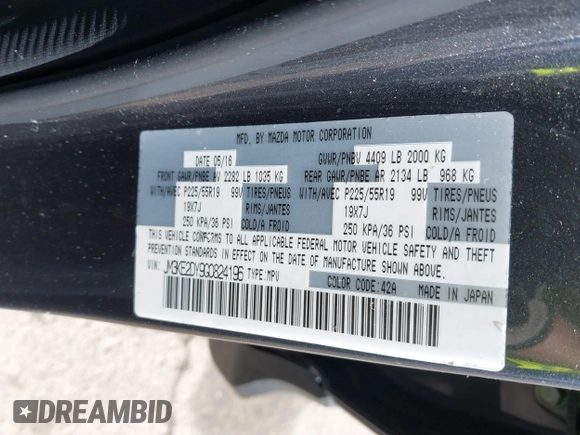 MFD. BY MAZDA MOTOR CORPORATION
DATE 05/16 GVWR/PNBV 4409 LB 2000 KG
FRONT GAWR/PNBE AV 2282 LB 1035 KG REAR GAWR/PNBE AR 2134 LB 968 KG
WITH/AVEC P225/55R19 99V TIRES/PNEUS WITH/AVEC P225/55R19 99V TIRES/PNEUS
19X7J RIMS/JANTES 19X7J RIMS/JANTES
250 KPA/36 PSI COLD/A FROID 250 KPA/36 PSI COLD/A FROID
THIS VEHICLE CONFORMS TO ALL APPLICABLE FEDERAL MOTOR VEHICLE SAFETY AND THEFT
PREVENTION STANDARDS IN EFFECT ON THE DATE OF MANUFACTURE SHOWN ABOVE.
VIN: JM3KE2DY9G0824196 TYPE: MPV
COLOR CODE:42A MADE IN JAPAN
DREAMBID